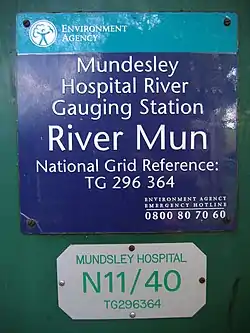 ENVIRONMENT
AGENCY
Mundesley
Hospital River
Gauging Station
River Mun
National Grid Reference:
TG 296 364
ENVIRONMENT AGENCY
EMERGENCY HOTLINE
0800 80 70 60
MUNDSLEY HOSPITAL
N11/40
TG296364